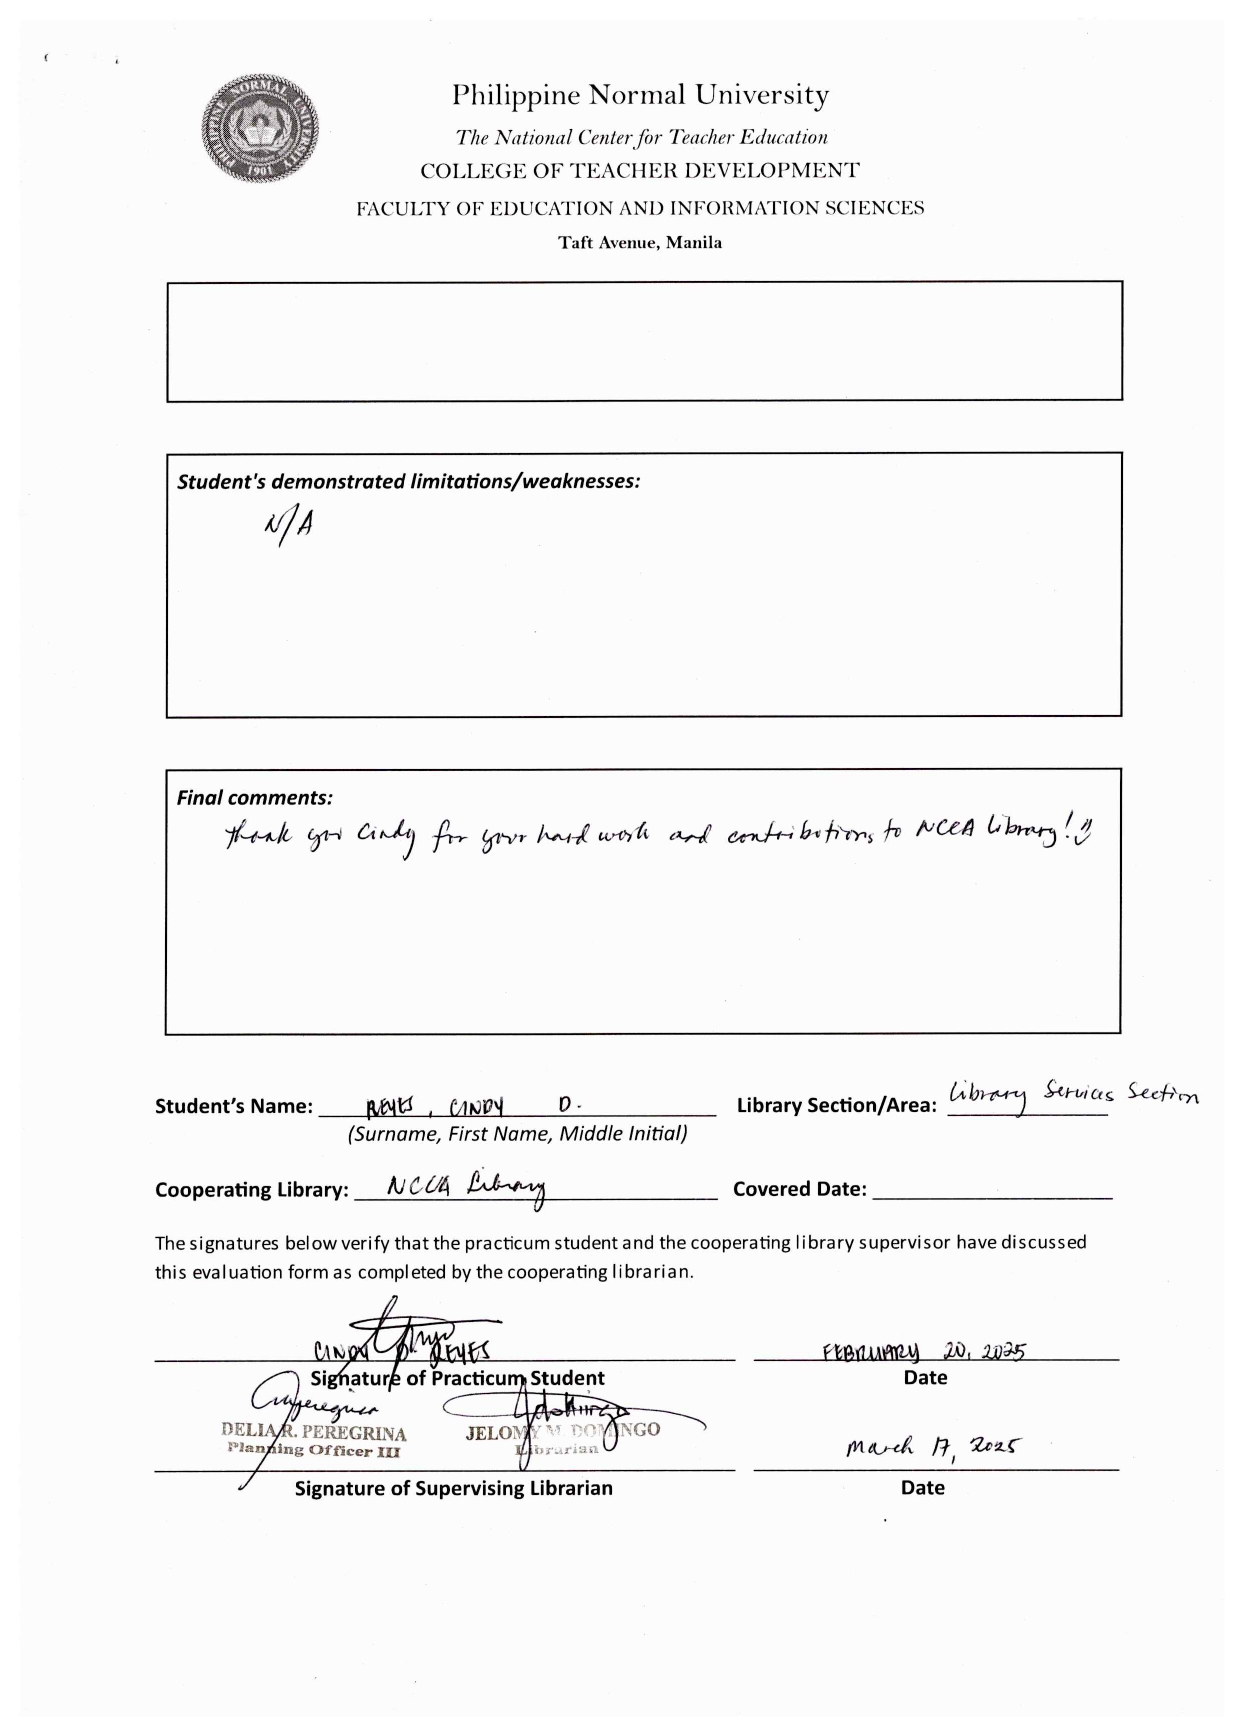 PHILIPPINE NORMAL UNIVERSITY
1901
Philippine Normal University
The National Center for Teacher Education
COLLEGE OF TEACHER DEVELOPMENT
FACULTY OF EDUCATION AND INFORMATION SCIENCES
Taft Avenue, Manila
Student's demonstrated limitations/weaknesses:
N/A
Final comments:
Thank you Cindy for your hard work and contributions to NCCA Library!
Student's Name: REYES, CINDY D. Library Section/Area: Library Services Section
(Surname, First Name, Middle Initial)
Cooperating Library: NCCA Library Covered Date:
The signatures below verify that the practicum student and the cooperating library supervisor have discussed
this evaluation form as completed by the cooperating librarian.
CINDY D. REYES FEBRUARY 20, 2025
Signature of Practicum Student Date
DELIA R. PEREGRINA JELOMY M. DOMINGO
Planning Officer III Librarian March 17, 2025
Signature of Supervising Librarian Date